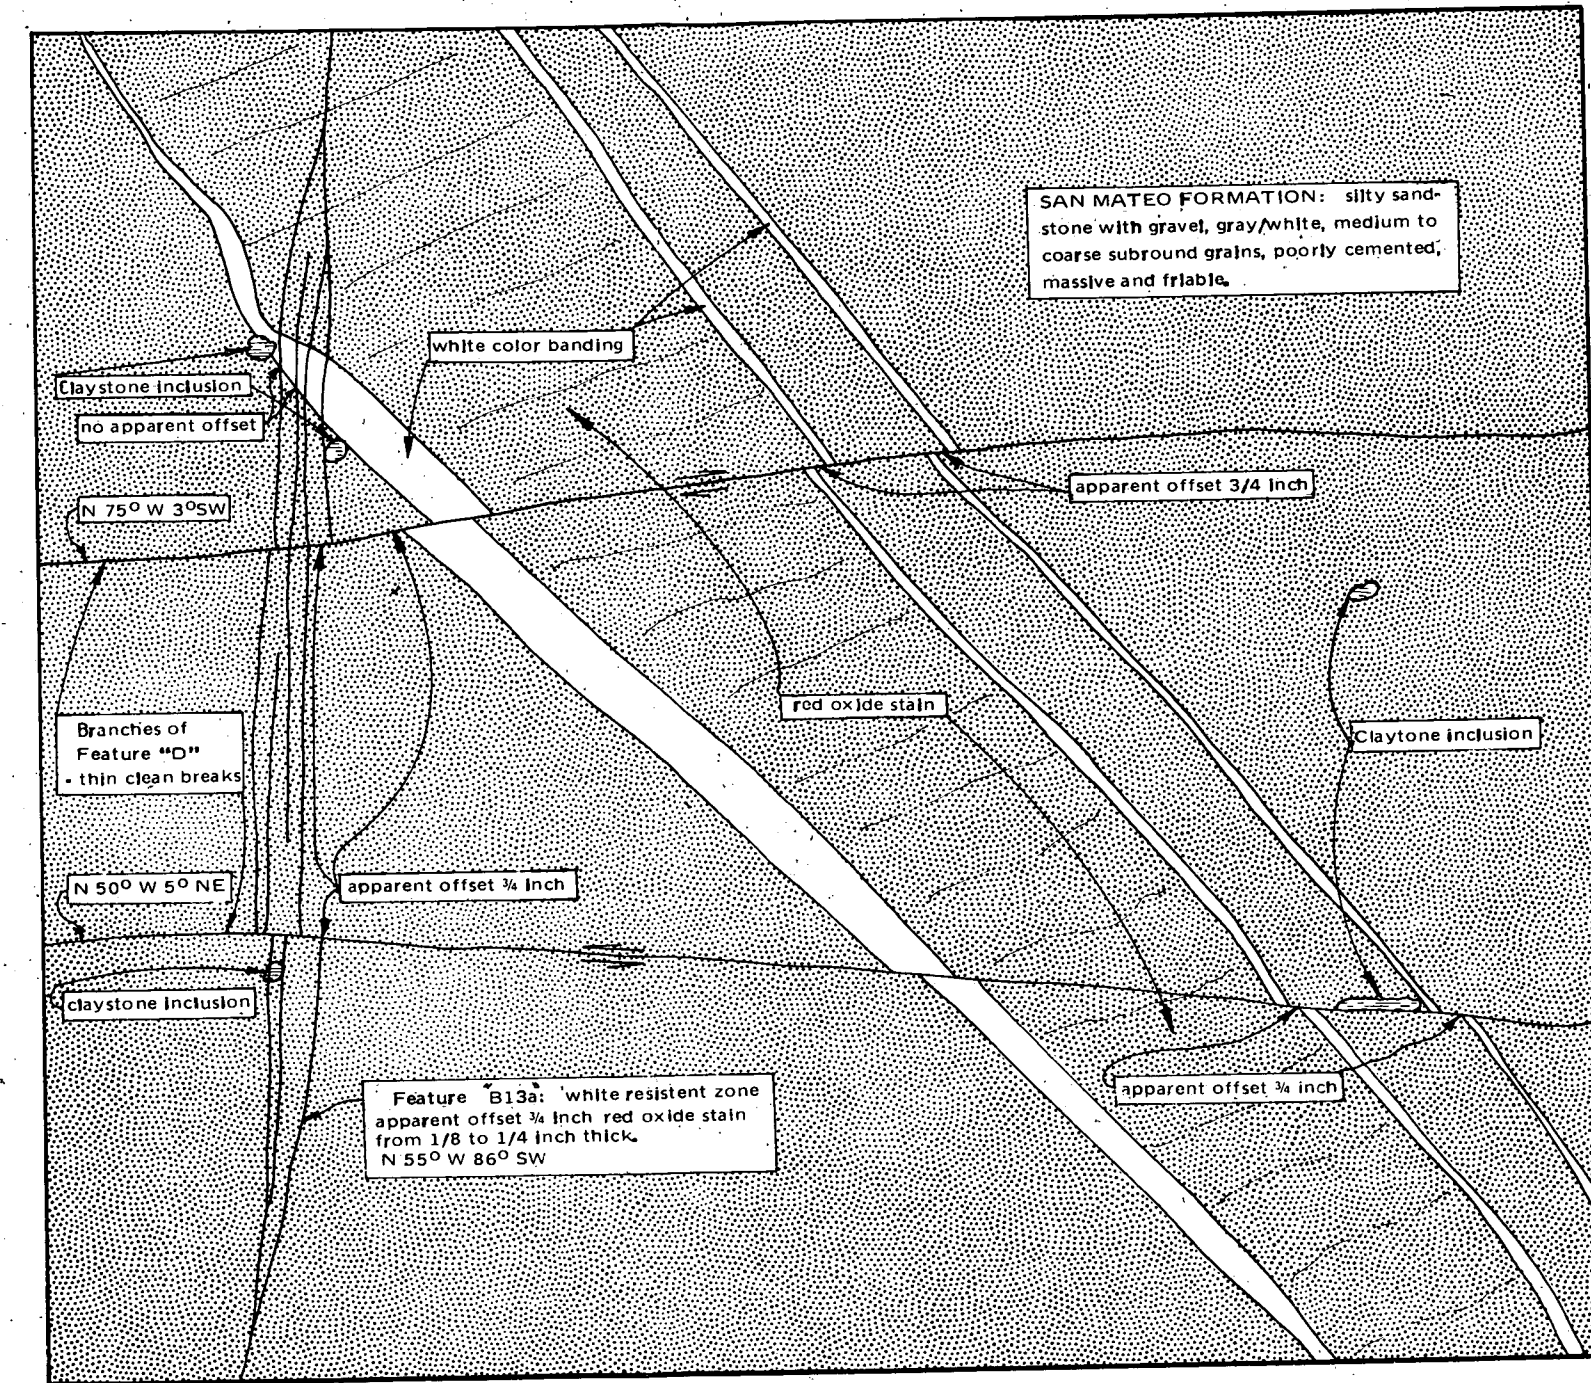 SAN MATEO FORMATION: silty sand-
stone with gravel, gray/white, medium to
coarse subround grains, poorly cemented,
massive and friable.
white color banding
Claystone inclusion
no apparent offset
N 75° W 3°SW
apparent offset 3/4 inch
red oxide stain
Claytone inclusion
Branches of
Feature "D"
- thin clean breaks
N 50° W 5° NE
apparent offset ¾ inch
claystone inclusion
apparent offset ¾ inch
Feature "B13a": white resistent zone
apparent offset ¾ inch red oxide stain
from 1/8 to 1/4 inch thick.
N 55° W 86° SW